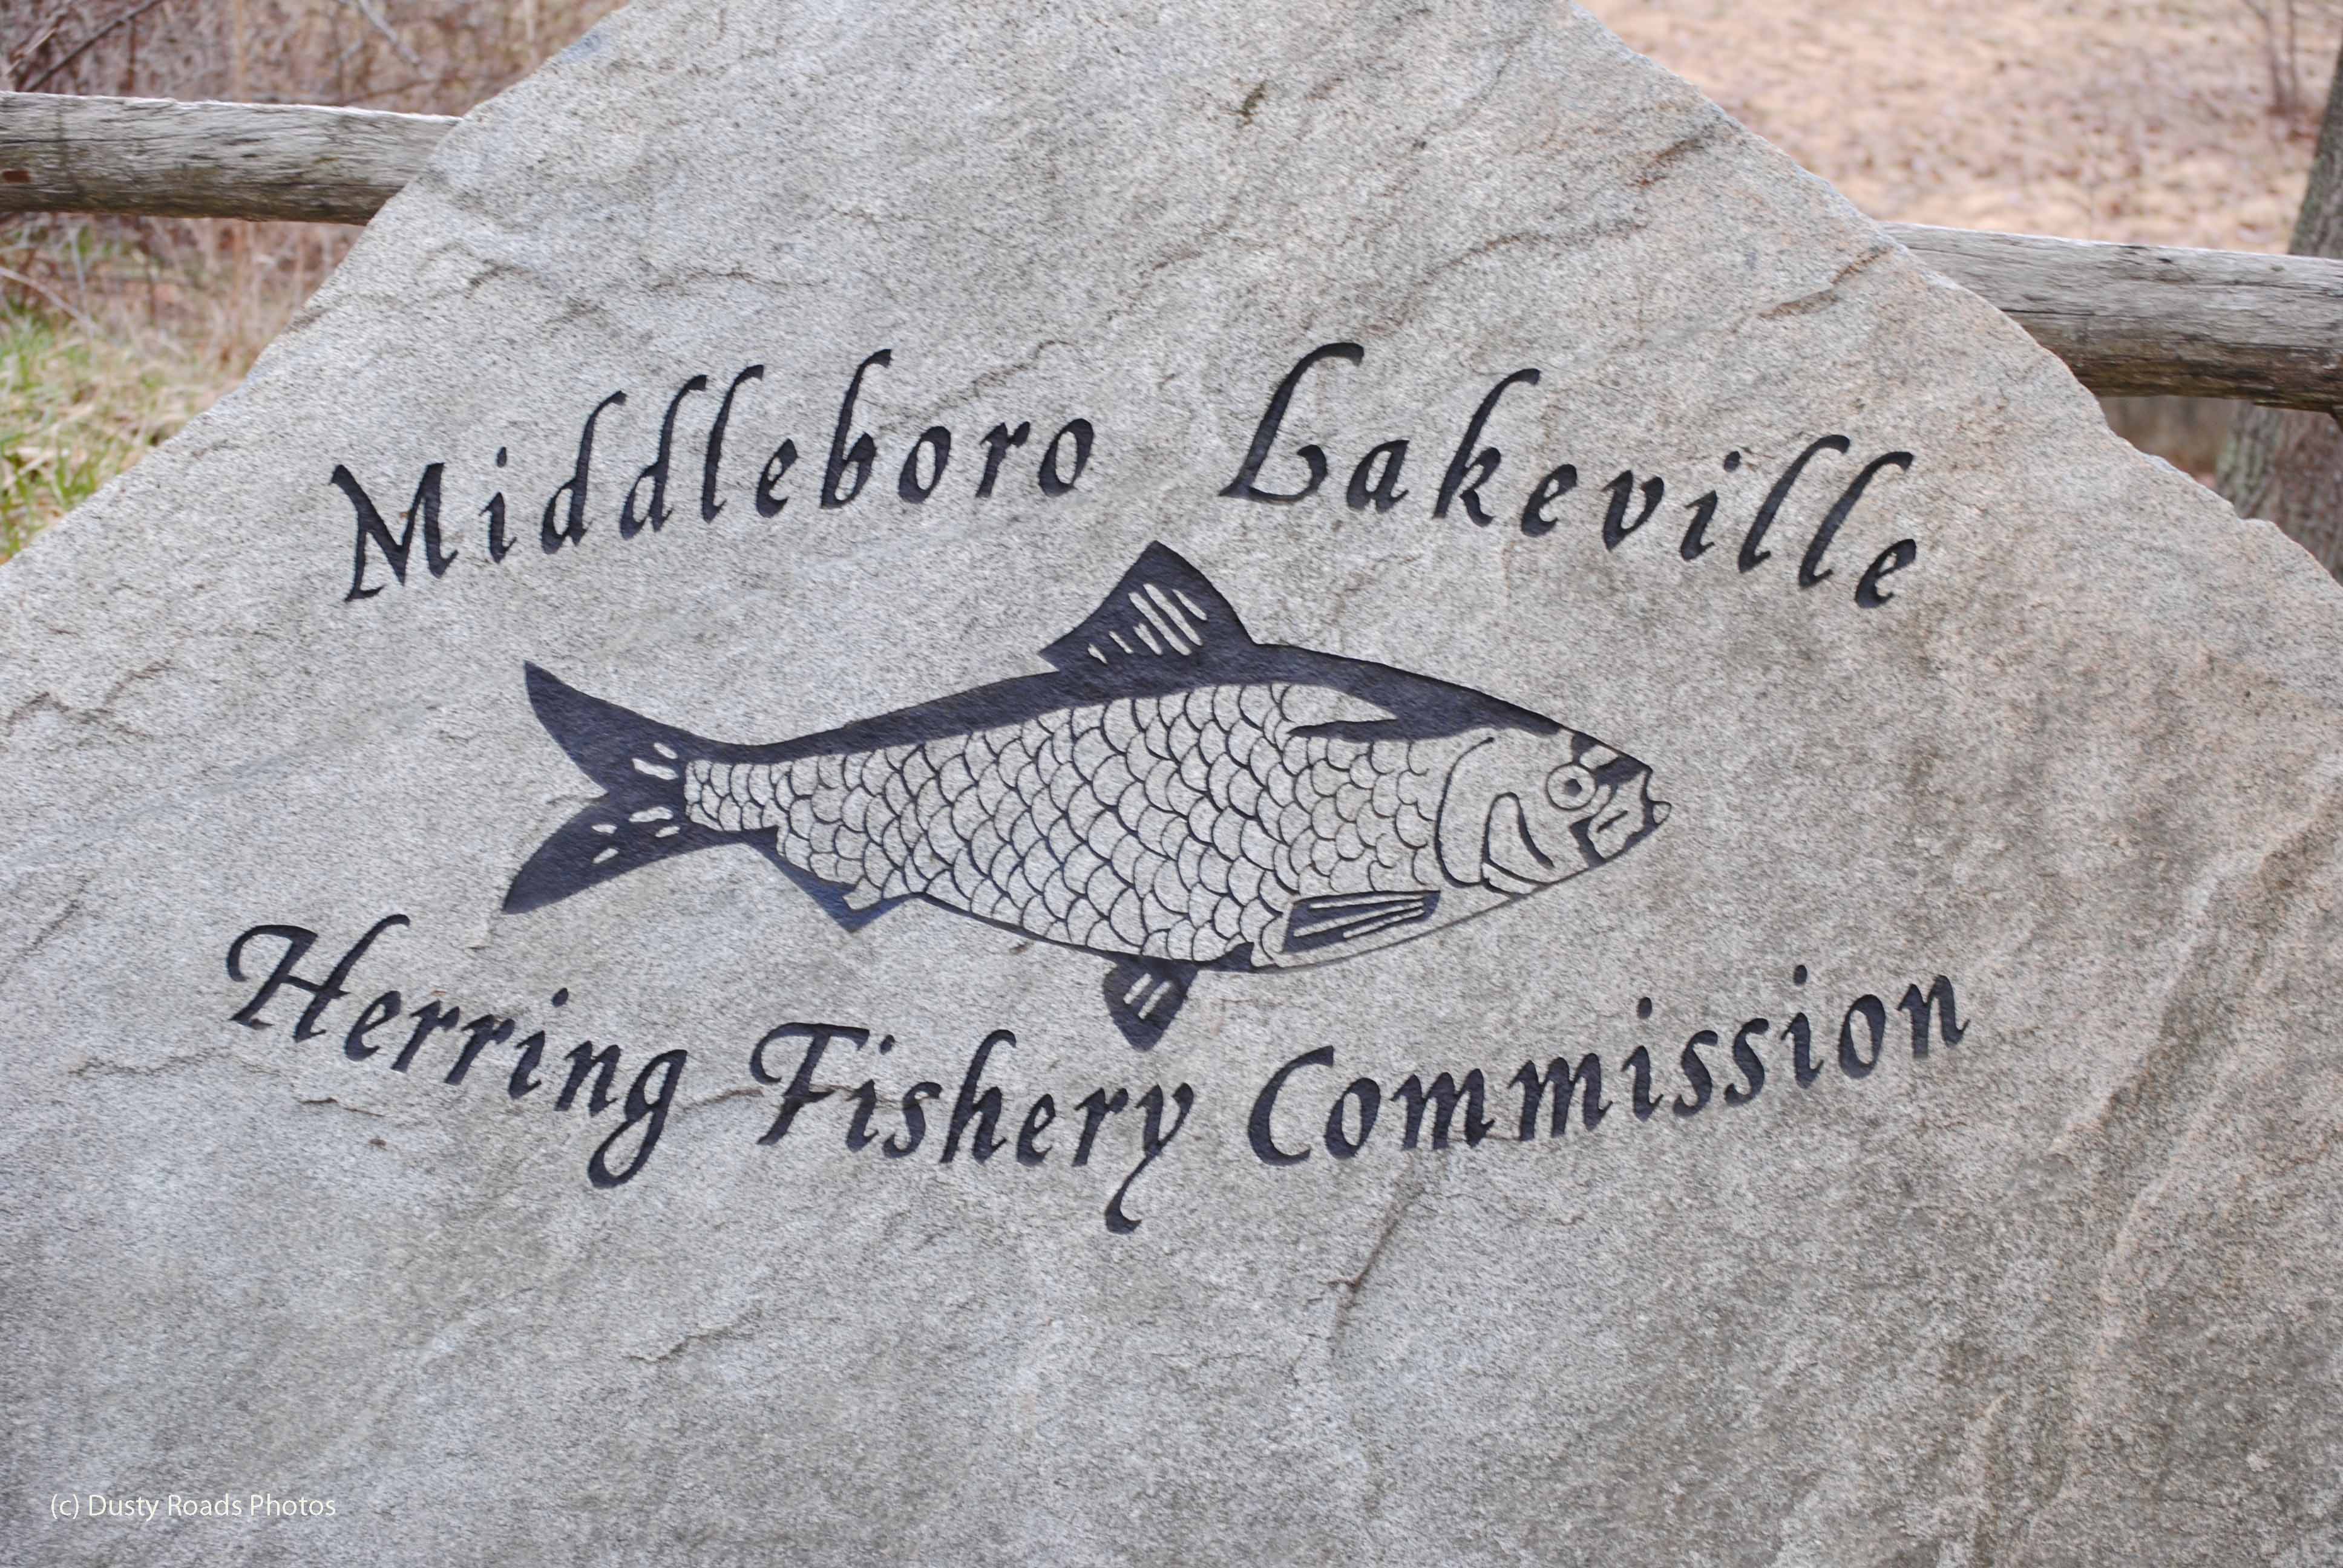 Middleboro Lakeville
Herring Fishery Commission
(c) Dusty Roads Photos